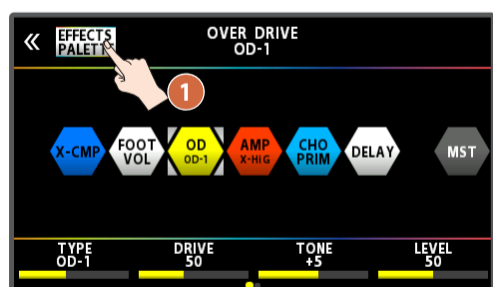 « EFFECTS PALETTE
OVER DRIVE
OD-1
1
X-CMP
FOOT VOL
OD OD-1
AMP X-HiG
CHO PRIM
DELAY
MST
TYPE DRIVE TONE LEVEL
OD-1 50 +5 50